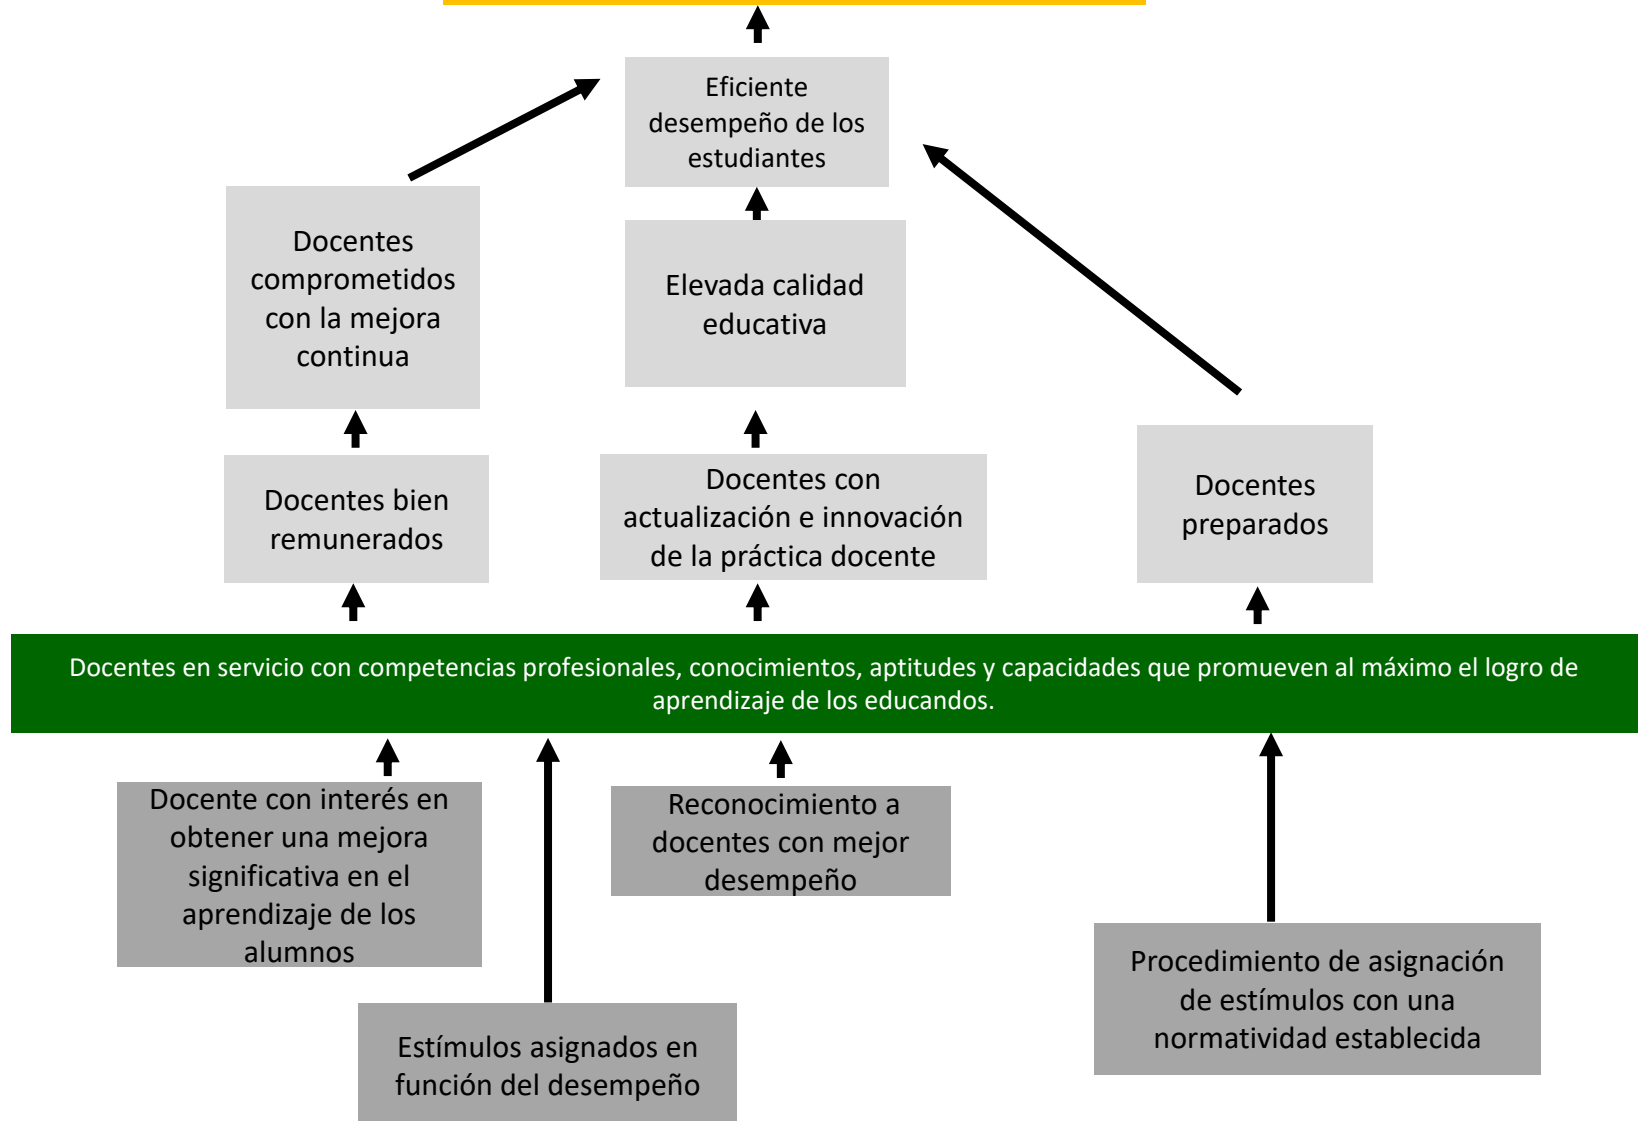 Eficiente
desempeño de los
estudiantes
Docentes
comprometidos
con la mejora
continua
Elevada calidad
educativa
Docentes bien
remunerados
Docentes con
actualización e innovación
de la práctica docente
Docentes
preparados
Docentes en servicio con competencias profesionales, conocimientos, aptitudes y capacidades que promueven al máximo el logro de
aprendizaje de los educandos.
Docente con interés en
obtener una mejora
significativa en el
aprendizaje de los
alumnos
Reconocimiento a
docentes con mejor
desempeño
Procedimiento de asignación
de estímulos con una
normatividad establecida
Estímulos asignados en
función del desempeño